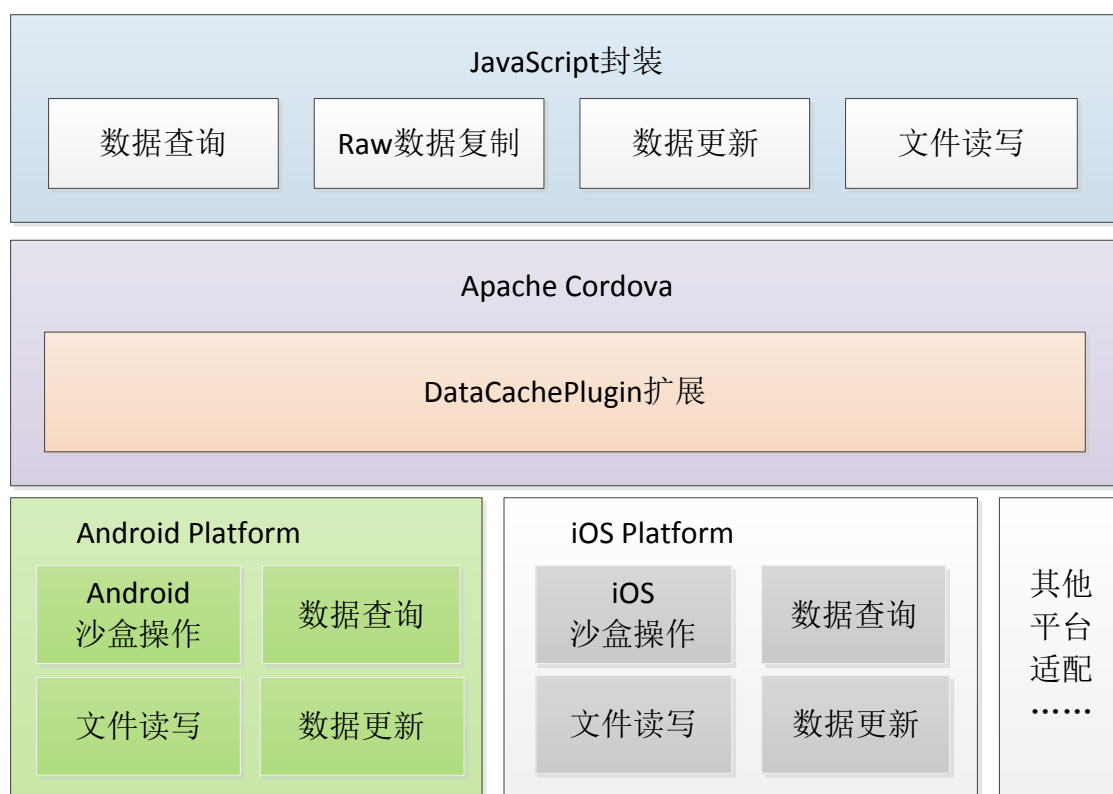 JavaScript封装
数据查询
Raw数据复制
数据更新
文件读写
Apache Cordova
DataCachePlugin扩展
Android Platform
Android
沙盒操作
数据查询
文件读写
数据更新
iOS Platform
iOS
沙盒操作
数据查询
文件读写
数据更新
其他
平台
适配
……